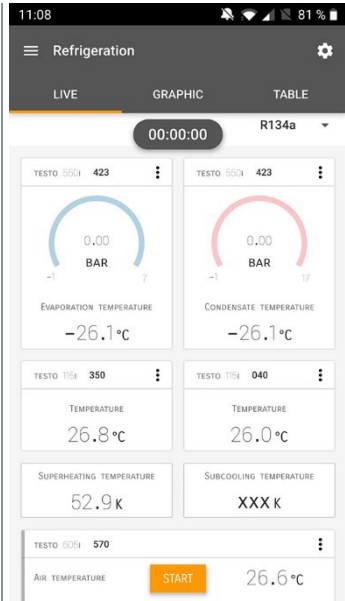 11:08 81 %
Refrigeration
LIVE GRAPHIC TABLE
00:00:00 R134a
TESTO 550I 423 TESTO 550I 423
0.00 0.00
BAR BAR
-1 7 -1 17
EVAPORATION TEMPERATURE CONDENSATE TEMPERATURE
-26.1°C -26.1°C
TESTO 115I 350 TESTO 115I 040
TEMPERATURE TEMPERATURE
26.8°C 26.0°C
SUPERHEATING TEMPERATURE SUBCOOLING TEMPERATURE
52.9 K XXX K
TESTO 605I 570
AIR TEMPERATURE START 26.6°C